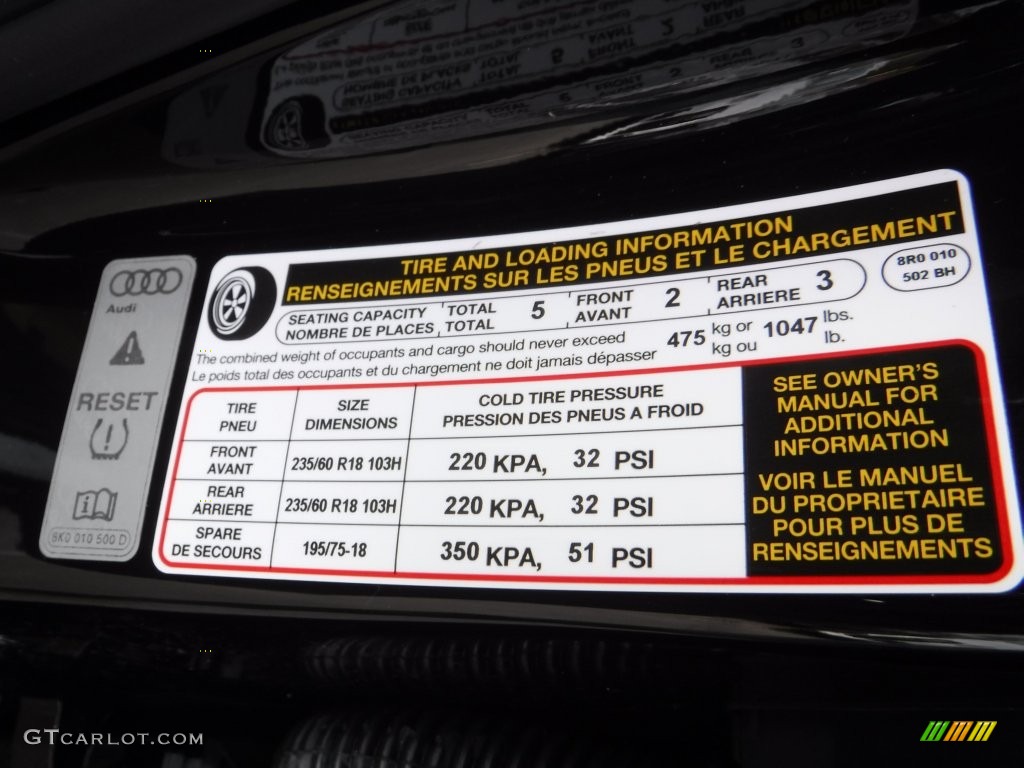 Audi
RESET
8K0 010 500 D
TIRE AND LOADING INFORMATION
RENSEIGNEMENTS SUR LES PNEUS ET LE CHARGEMENT
SEATING CAPACITY TOTAL 5 FRONT 2 REAR 3
NOMBRE DE PLACES TOTAL AVANT ARRIERE
8R0 010
502 BH
The combined weight of occupants and cargo should never exceed 475 kg or 1047 lbs.
Le poids total des occupants et du chargement ne doit jamais dépasser kg ou lb.
TIRE SIZE COLD TIRE PRESSURE
PNEU DIMENSIONS PRESSION DES PNEUS A FROID
FRONT
AVANT 235/60 R18 103H 220 KPA, 32 PSI
REAR
ARRIERE 235/60 R18 103H 220 KPA, 32 PSI
SPARE
DE SECOURS 195/75-18 350 KPA, 51 PSI
SEE OWNER'S
MANUAL FOR
ADDITIONAL
INFORMATION
VOIR LE MANUEL
DU PROPRIETAIRE
POUR PLUS DE
RENSEIGNEMENTS
GTCARLOT.COM